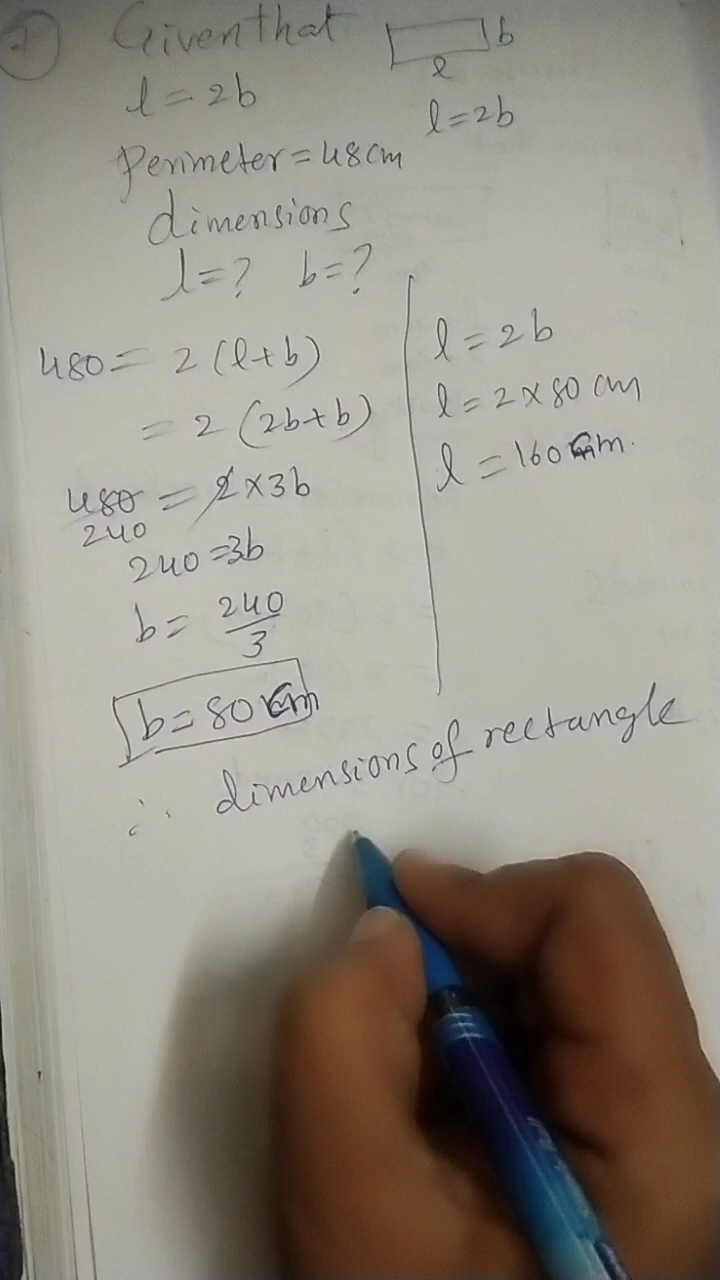 1 Given that
b
l
l = 2b
l = 2b
Perimeter = 48cm
dimensions
l = ? b = ?
480 = 2 (l+b)
= 2 (2b+b)
480 = 2 × 3b
240
240 = 3b
b = 240/3
b = 80 cm
l = 2b
l = 2 × 80 cm
l = 160 cm.
∴ dimensions of rectangle